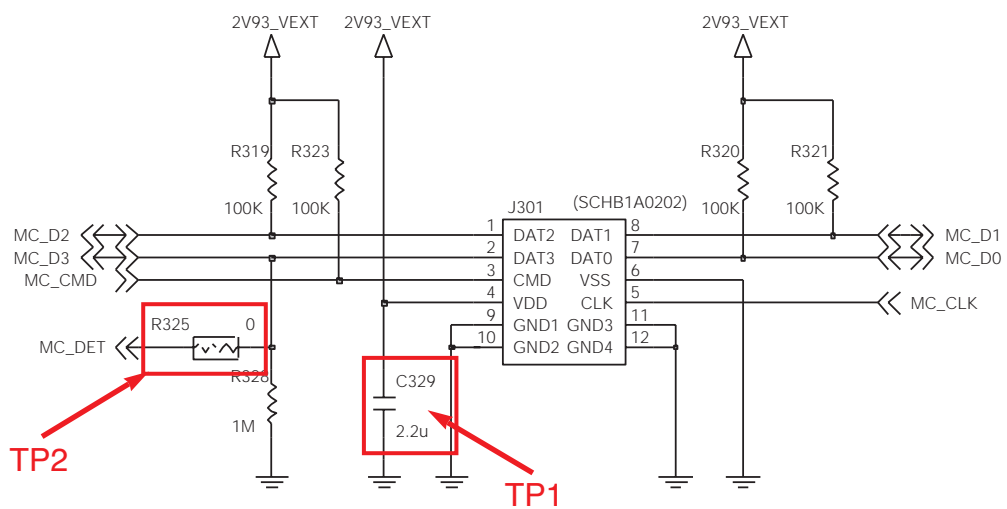 2V93_VEXT 2V93_VEXT 2V93_VEXT
R319 R323 R320 R321
100K 100K 100K 100K
J301 (SCHB1A0202)
MC_D2 1 DAT2 DAT1 8 MC_D1
MC_D3 2 DAT3 DAT0 7 MC_D0
MC_CMD 3 CMD VSS 6
4 VDD CLK 5 MC_CLK
R325 0 9 GND1 GND3 11
MC_DET 10 GND2 GND4 12
R328 C329
1M 2.2u
TP2
TP1